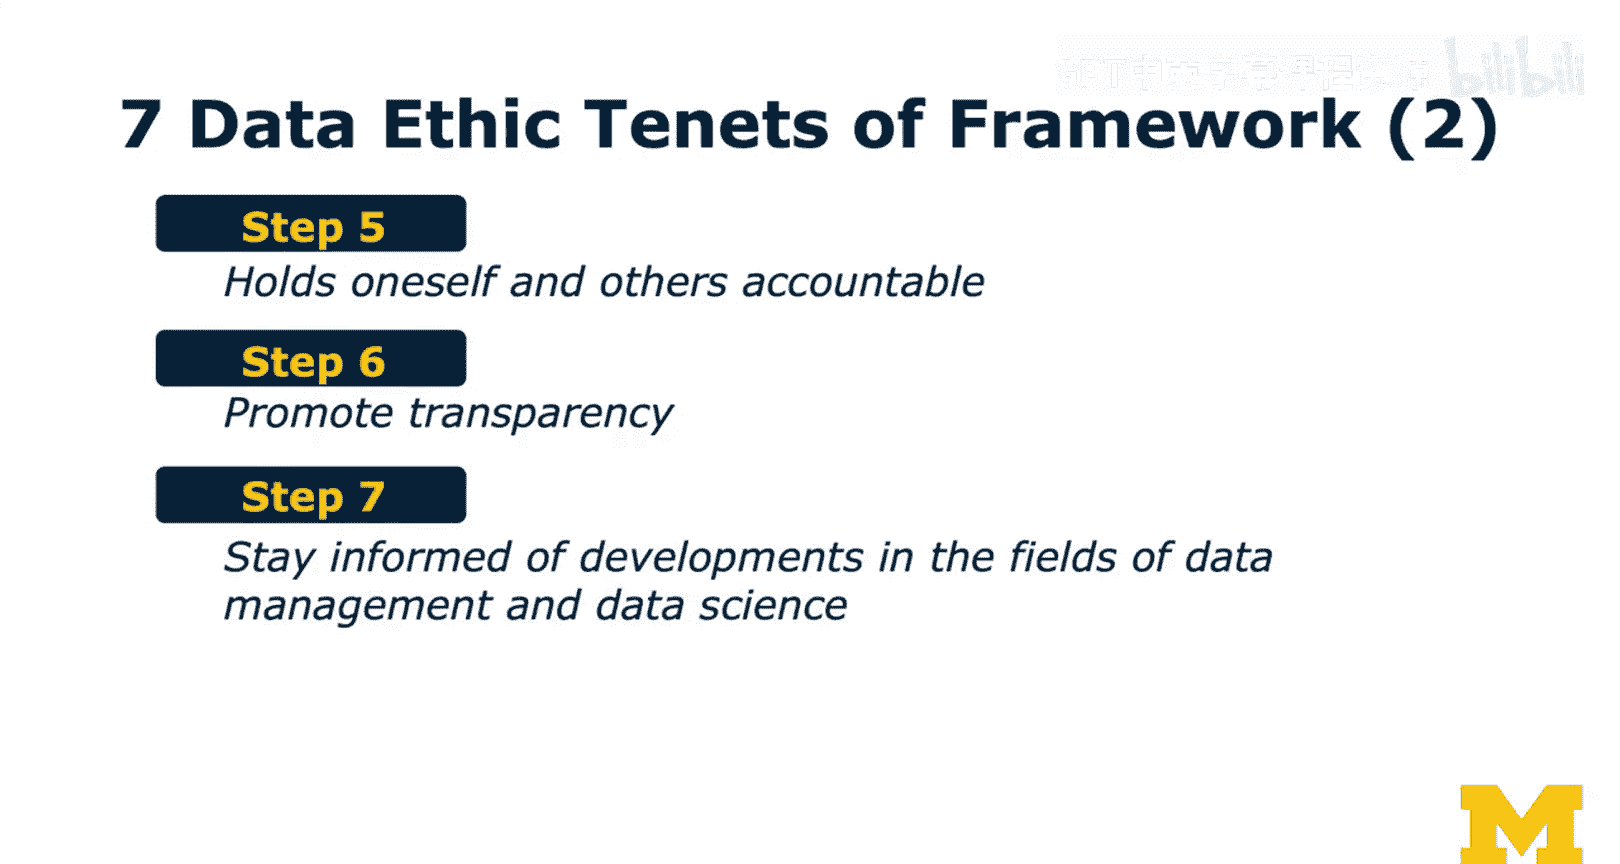 bilibili
7 Data Ethic Tenets of Framework (2)
Step 5
Holds oneself and others accountable
Step 6
Promote transparency
Step 7
Stay informed of developments in the fields of data
management and data science
M